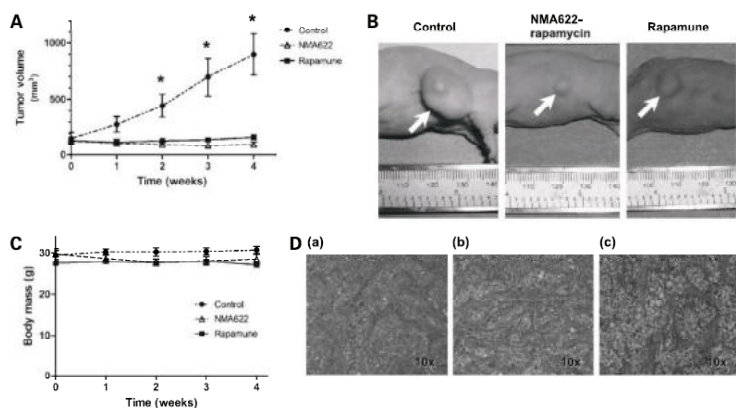 A
1000
500
0
Tumor volume
(mm³)
0 1 2 3 4
Time (weeks)
* * *
Control
NMA622
Rapamune
B
Control
NMA622–
rapamycin
Rapamune
C
30
20
10
0
Body mass (g)
0 1 2 3 4
Time (weeks)
Control
NMA622
Rapamune
D (a) (b) (c)
10x
10x
10x